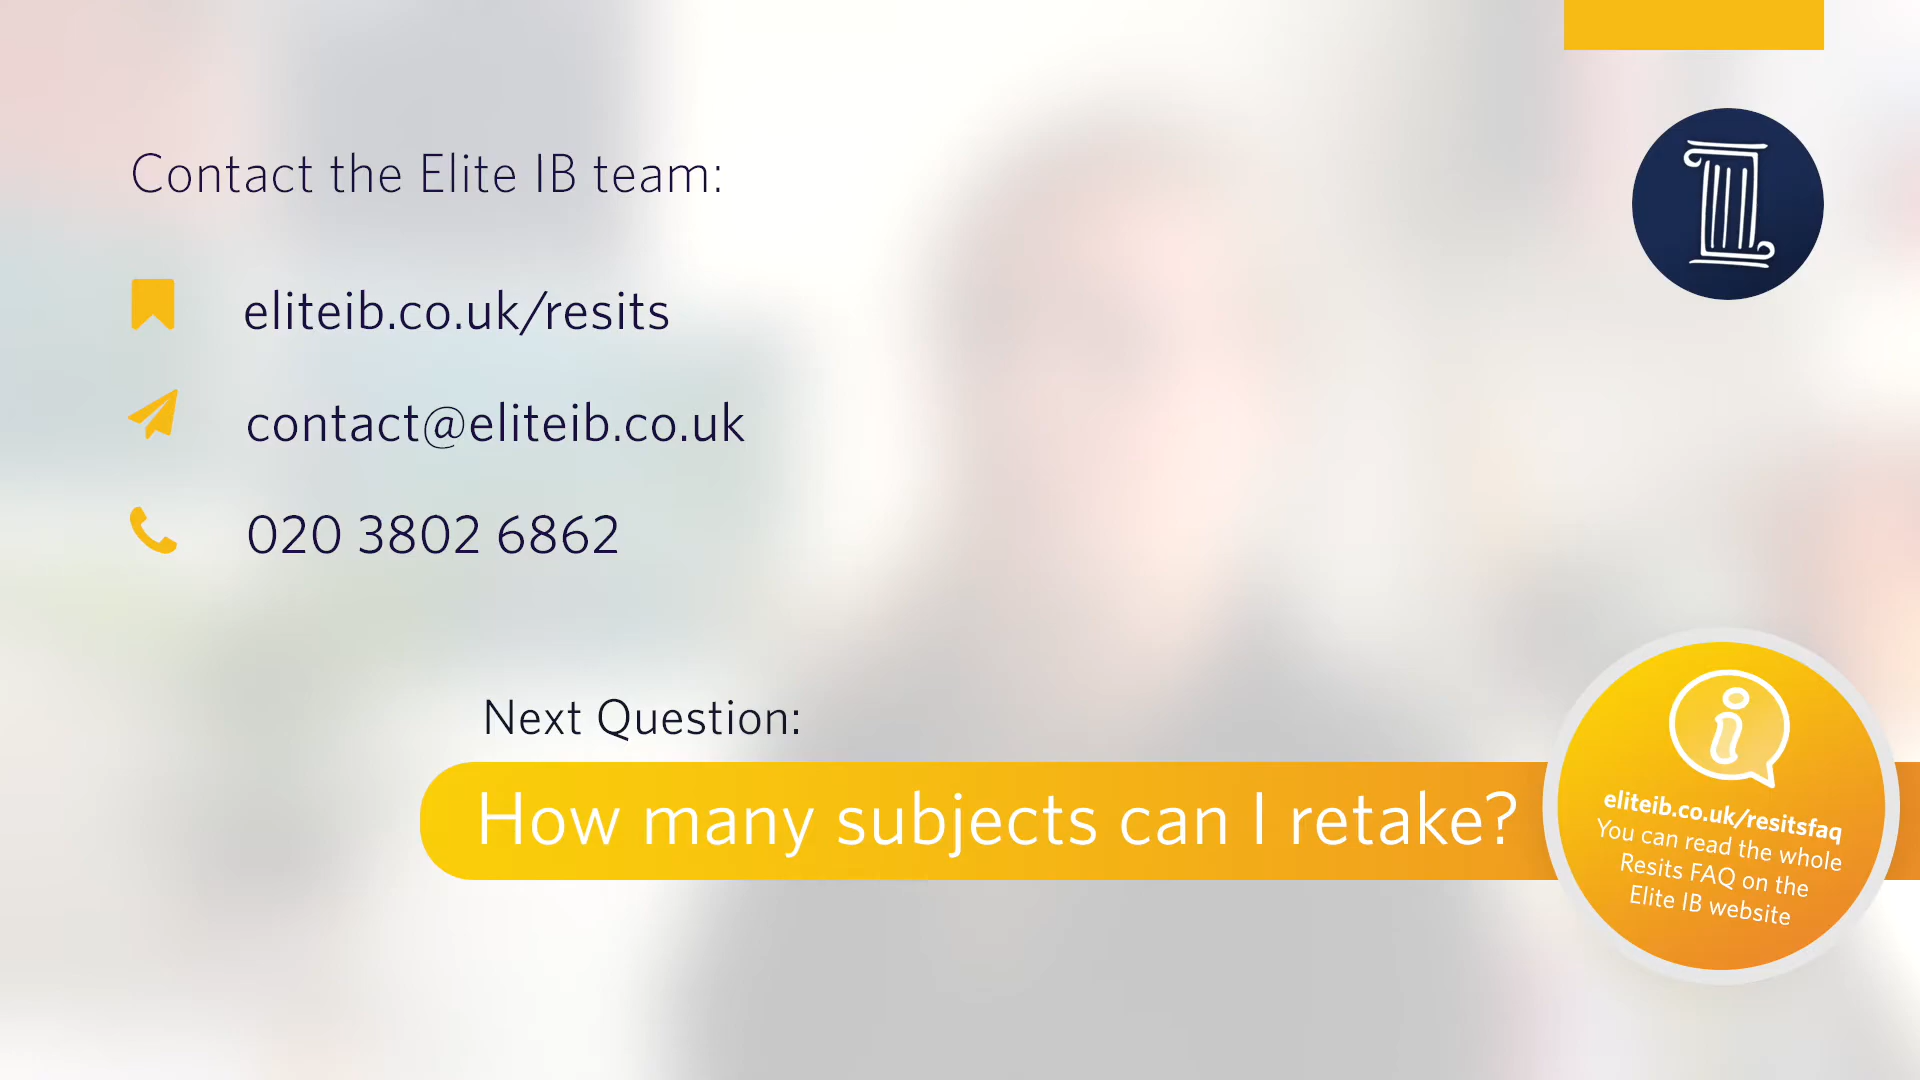 Contact the Elite IB team:
eliteib.co.uk/resits
contact@eliteib.co.uk
020 3802 6862
Next Question:
How many subjects can I retake?
eliteib.co.uk/resitsfaq
You can read the whole
Resits FAQ on the
Elite IB website